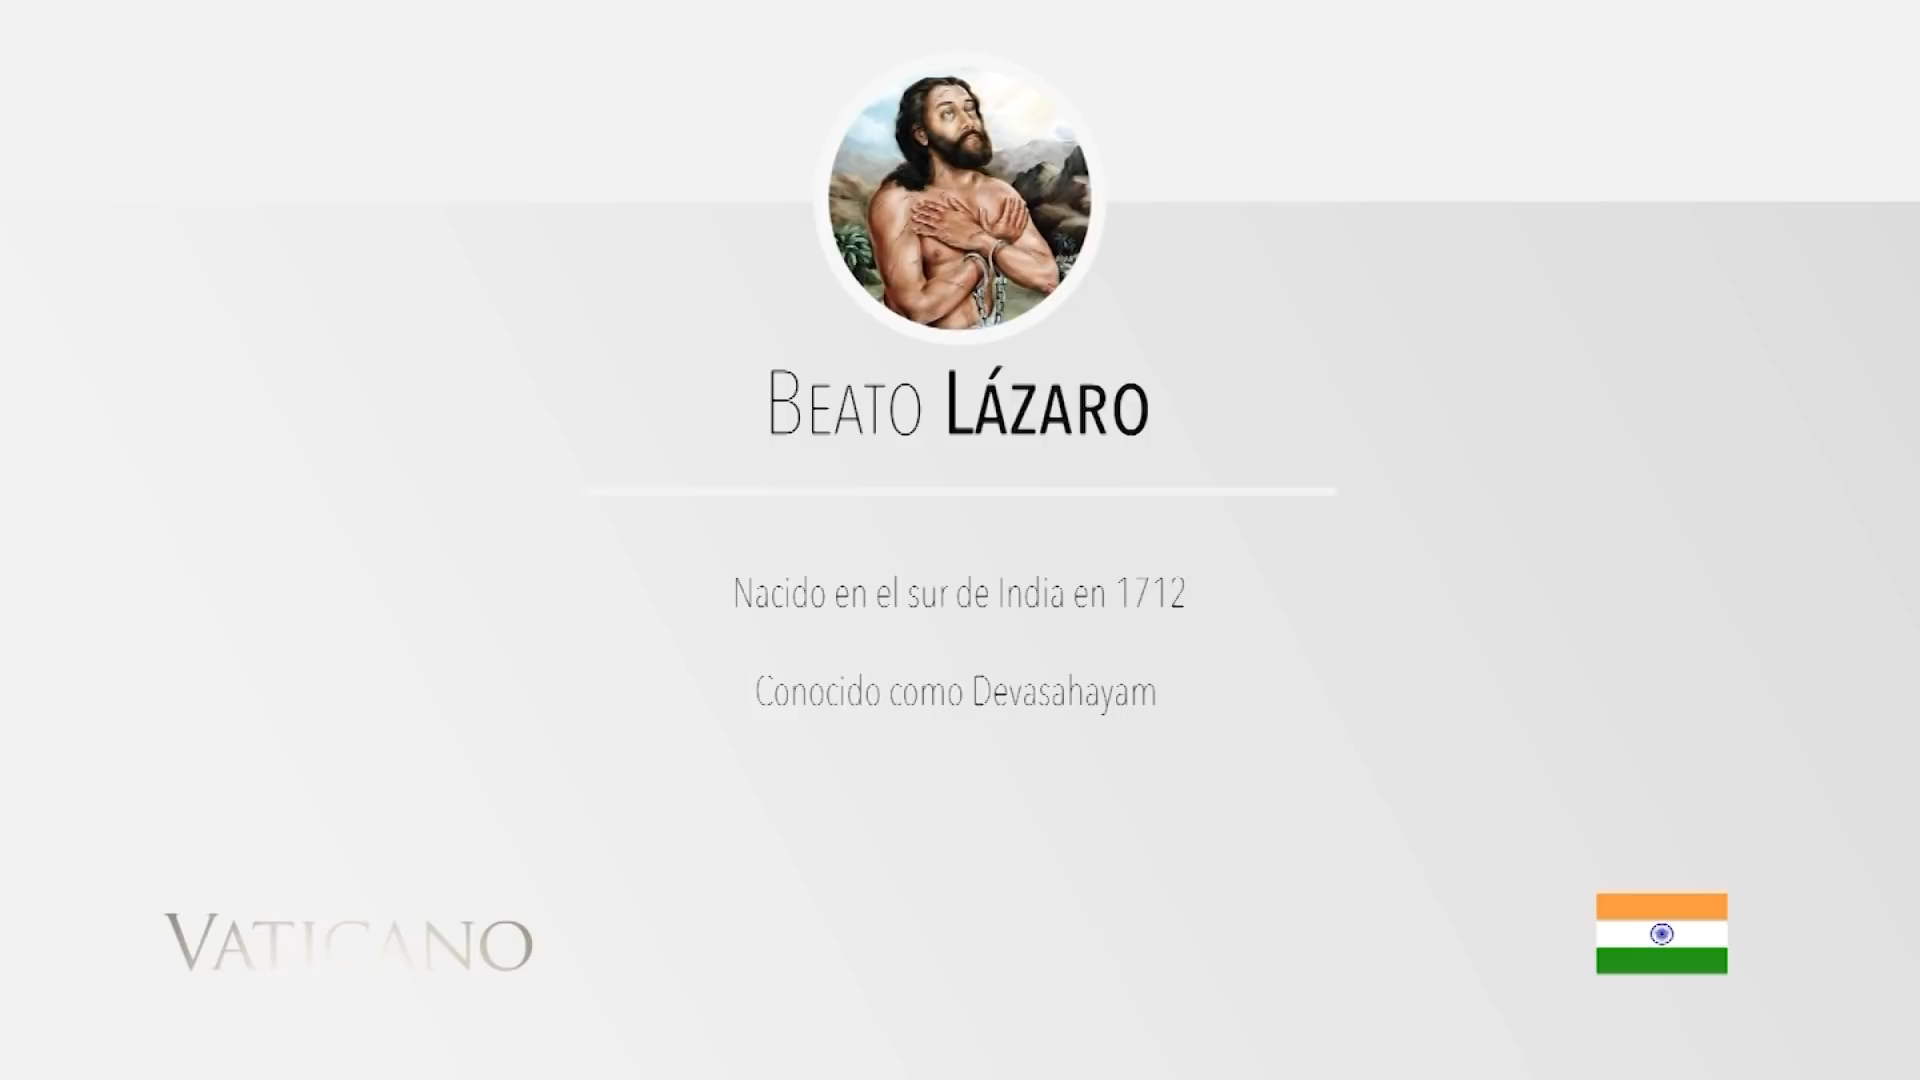 Beato Lázaro
Nacido en el sur de India en 1712
Conocido como Devasahayam
VATICANO